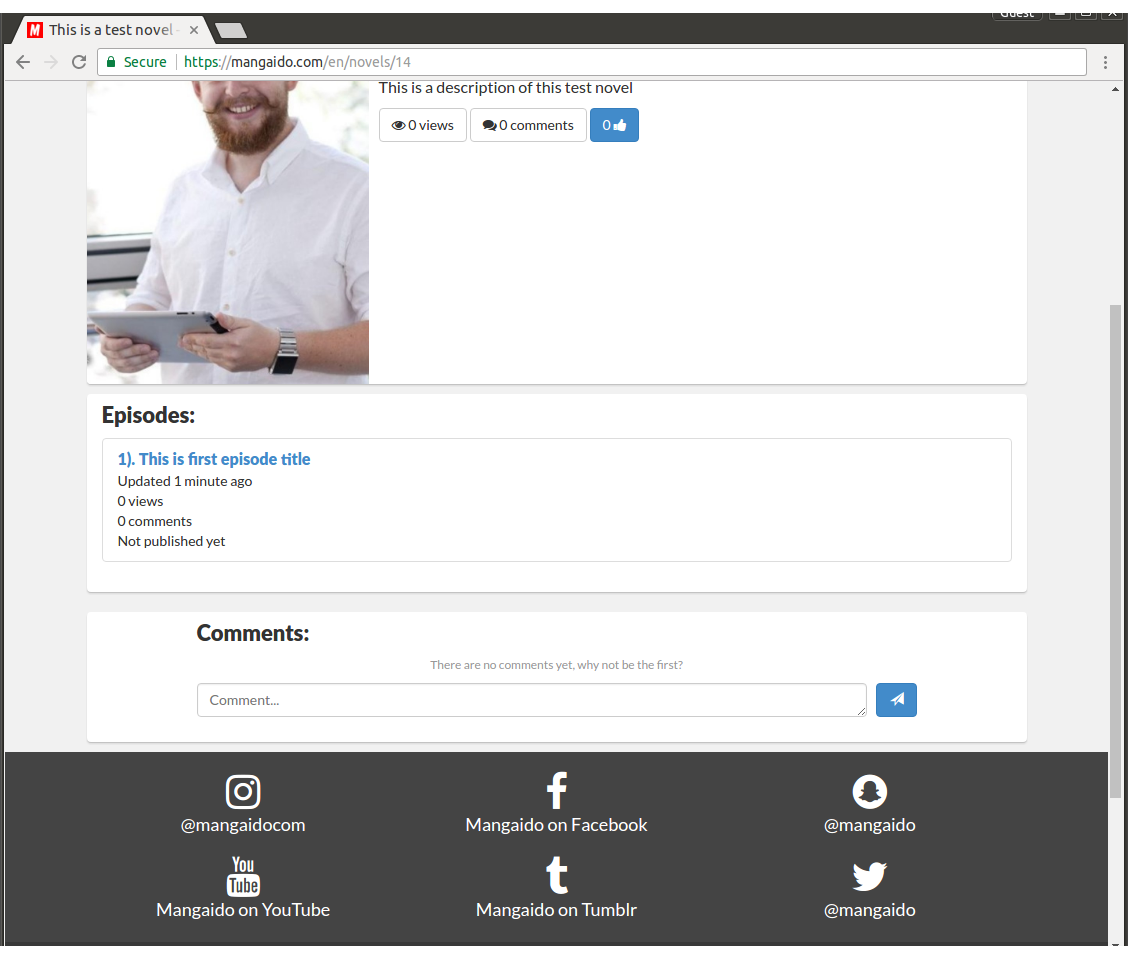 Guest
This is a test novel -
Secure https://mangaido.com/en/novels/14
This is a description of this test novel
0 views 0 comments 0
Episodes:
1). This is first episode title
Updated 1 minute ago
0 views
0 comments
Not published yet
Comments:
There are no comments yet, why not be the first?
Comment...
@mangaidocom Mangaido on Facebook @mangaido
You
Tube
Mangaido on YouTube Mangaido on Tumblr @mangaido